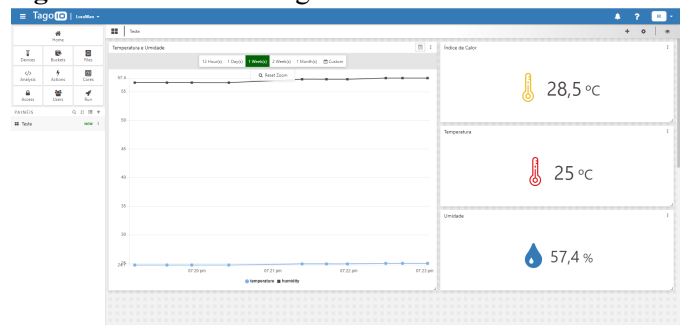 TagoIO
Home
Devices
Buckets
Files
Analysis
Actions
Access
Users
Run
PAINÉIS
Teste
Teste
Temperatura e Umidade
12 Hour(s) 1 Day(s) 1 Week(s) 2 Week(s) 1 Month(s) Custom
Reset Zoom
57.4
55
50
45
40
35
30
07:20 pm 07:21 pm 07:22 pm 07:23 pm
temperature humidity
Índice de Calor
28,5 ºC
Temperatura
25 ºC
Umidade
57,4 %